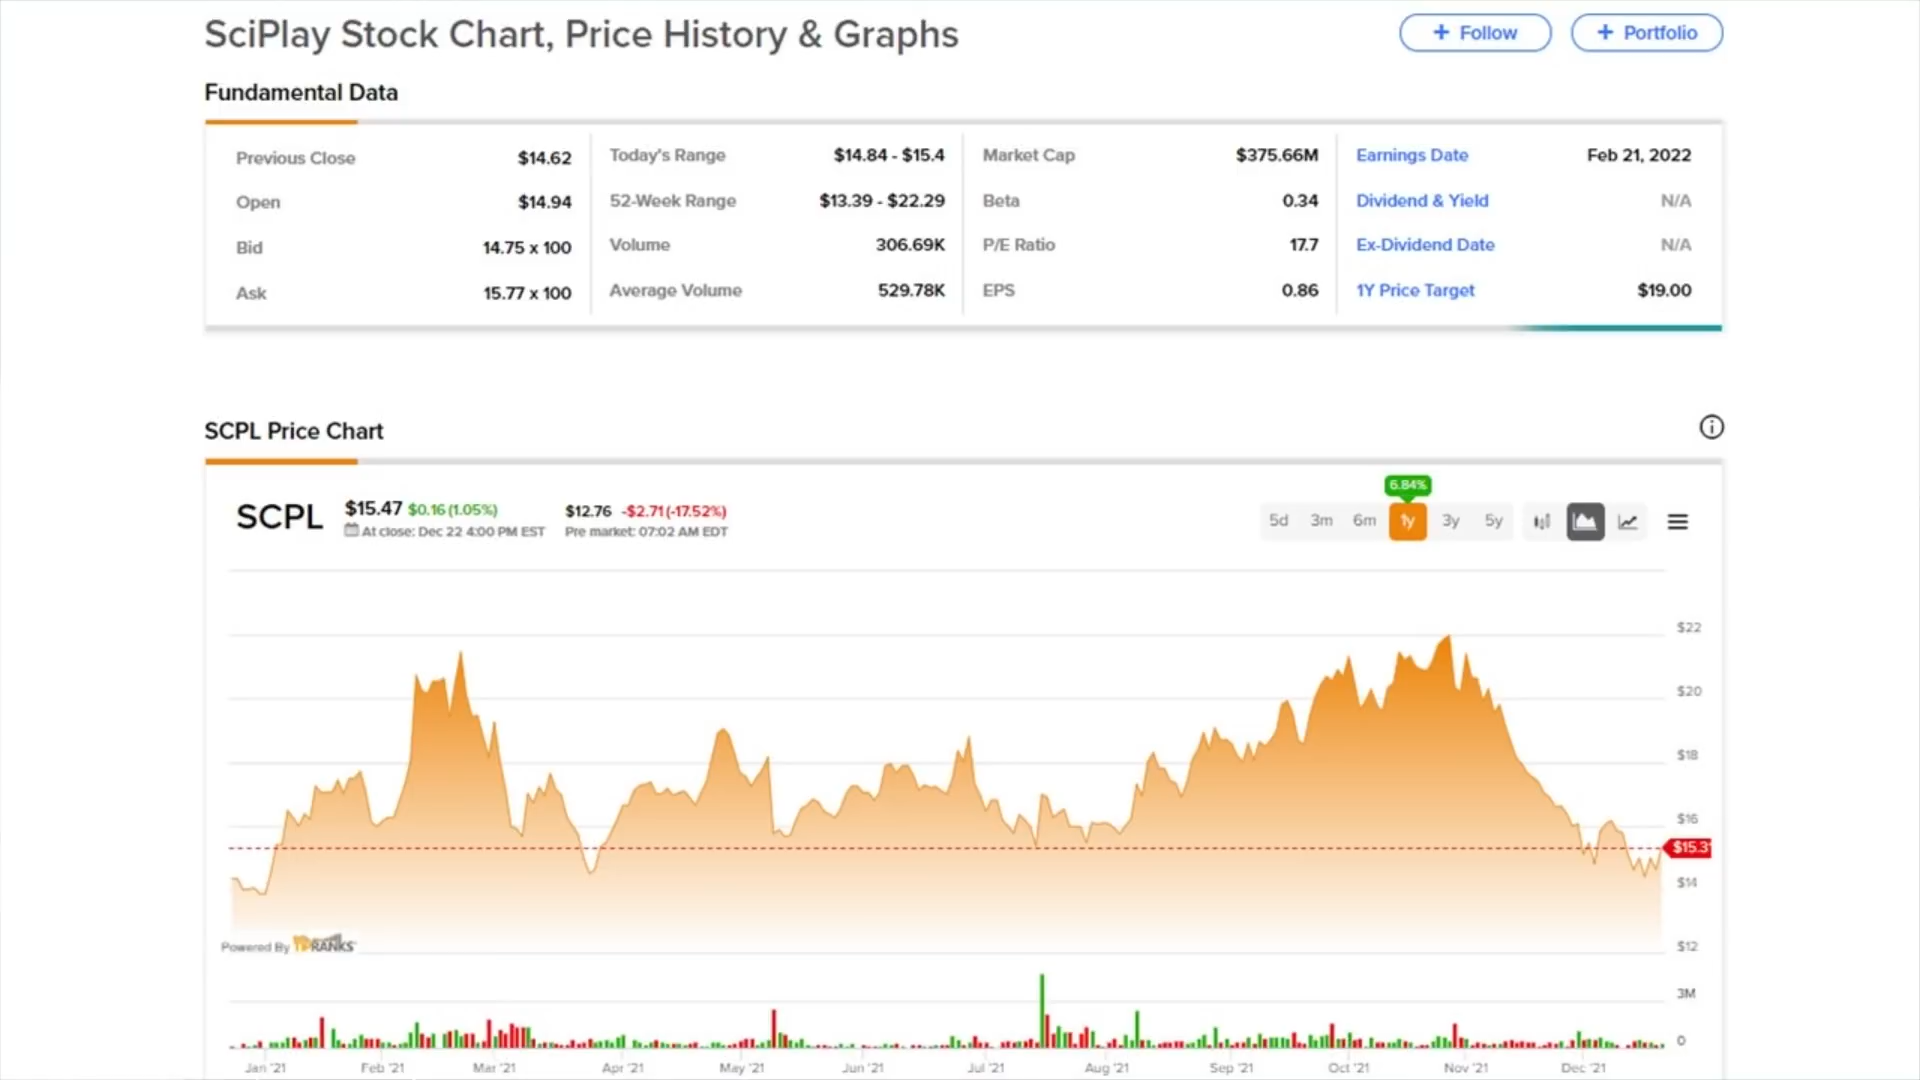 SciPlay Stock Chart, Price History & Graphs
+ Follow
+ Portfolio
Fundamental Data
Previous Close $14.62
Open $14.94
Bid 14.75 x 100
Ask 15.77 x 100
Today's Range $14.84 - $15.4
52-Week Range $13.39 - $22.29
Volume 306.69K
Average Volume 529.78K
Market Cap $375.66M
Beta 0.34
P/E Ratio 17.7
EPS 0.86
Earnings Date Feb 21, 2022
Dividend & Yield N/A
Ex-Dividend Date N/A
1Y Price Target $19.00
SCPL Price Chart
SCPL
$15.47 $0.16 (1.05%)
At close: Dec 22 4:00 PM EST
$12.76 -$2.71 (-17.52%)
Pre market: 07:02 AM EDT
6.84%
5d 3m 6m 1y 3y 5y
$22
$20
$18
$16
$15.3
$14
$12
Powered By TIPRANKS
3M
0
Jan '21 Feb '21 Mar '21 Apr '21 May '21 Jun '21 Jul '21 Aug '21 Sep '21 Oct '21 Nov '21 Dec '21